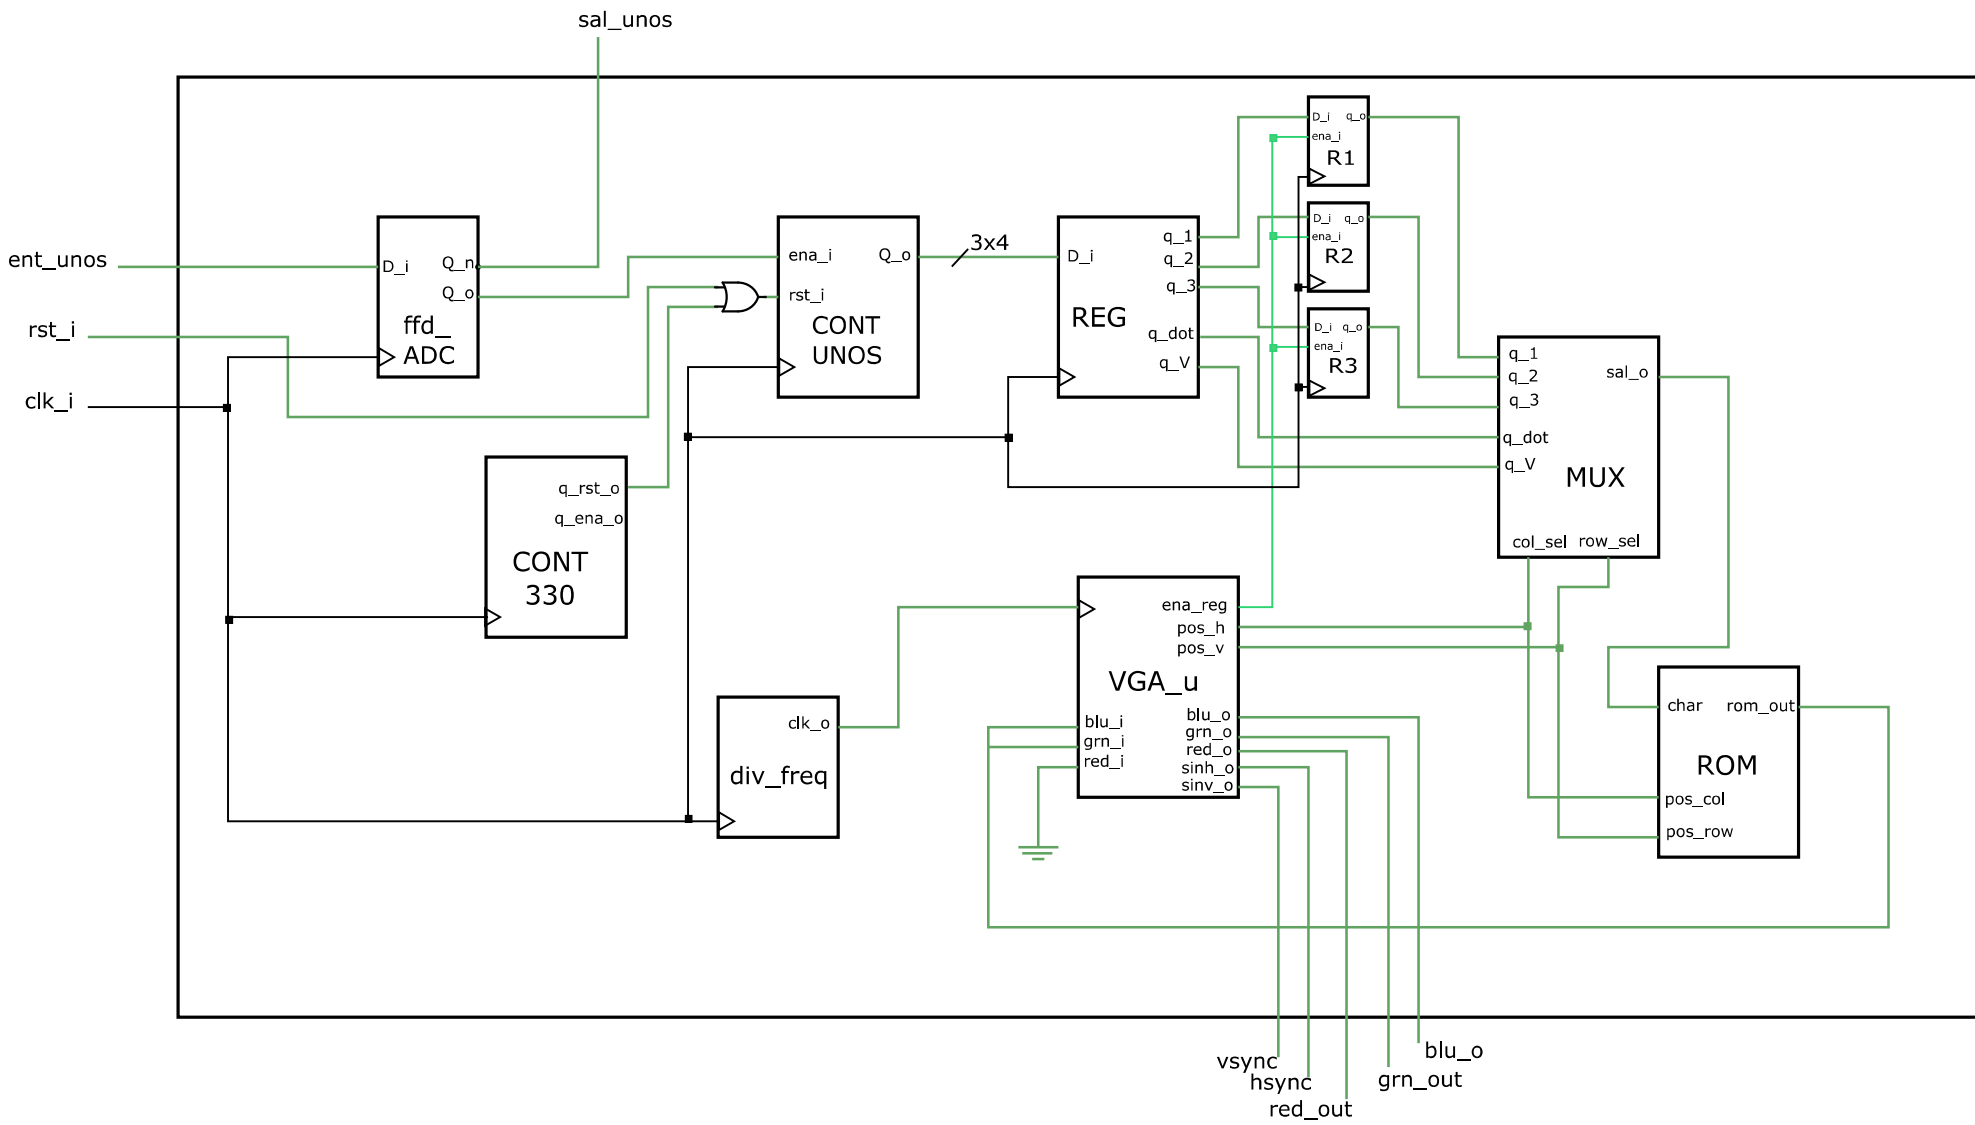 sal_unos
ent_unos
rst_i
clk_i
D_i
Q_n
Q_o
ffd_
ADC
q_rst_o
q_ena_o
CONT
330
ena_i
Q_o
rst_i
CONT
UNOS
3x4
D_i
q_1
q_2
q_3
REG
q_dot
q_V
D_i
q_o
ena_i
R1
D_i
q_o
ena_i
R2
D_i
q_o
ena_i
R3
q_1
q_2
q_3
q_dot
q_V
sal_o
MUX
col_sel
row_sel
clk_o
div_freq
ena_reg
pos_h
pos_v
VGA_u
blu_i
grn_i
red_i
blu_o
grn_o
red_o
sinh_o
sinv_o
char
rom_out
ROM
pos_col
pos_row
vsync
hsync
red_out
grn_out
blu_o